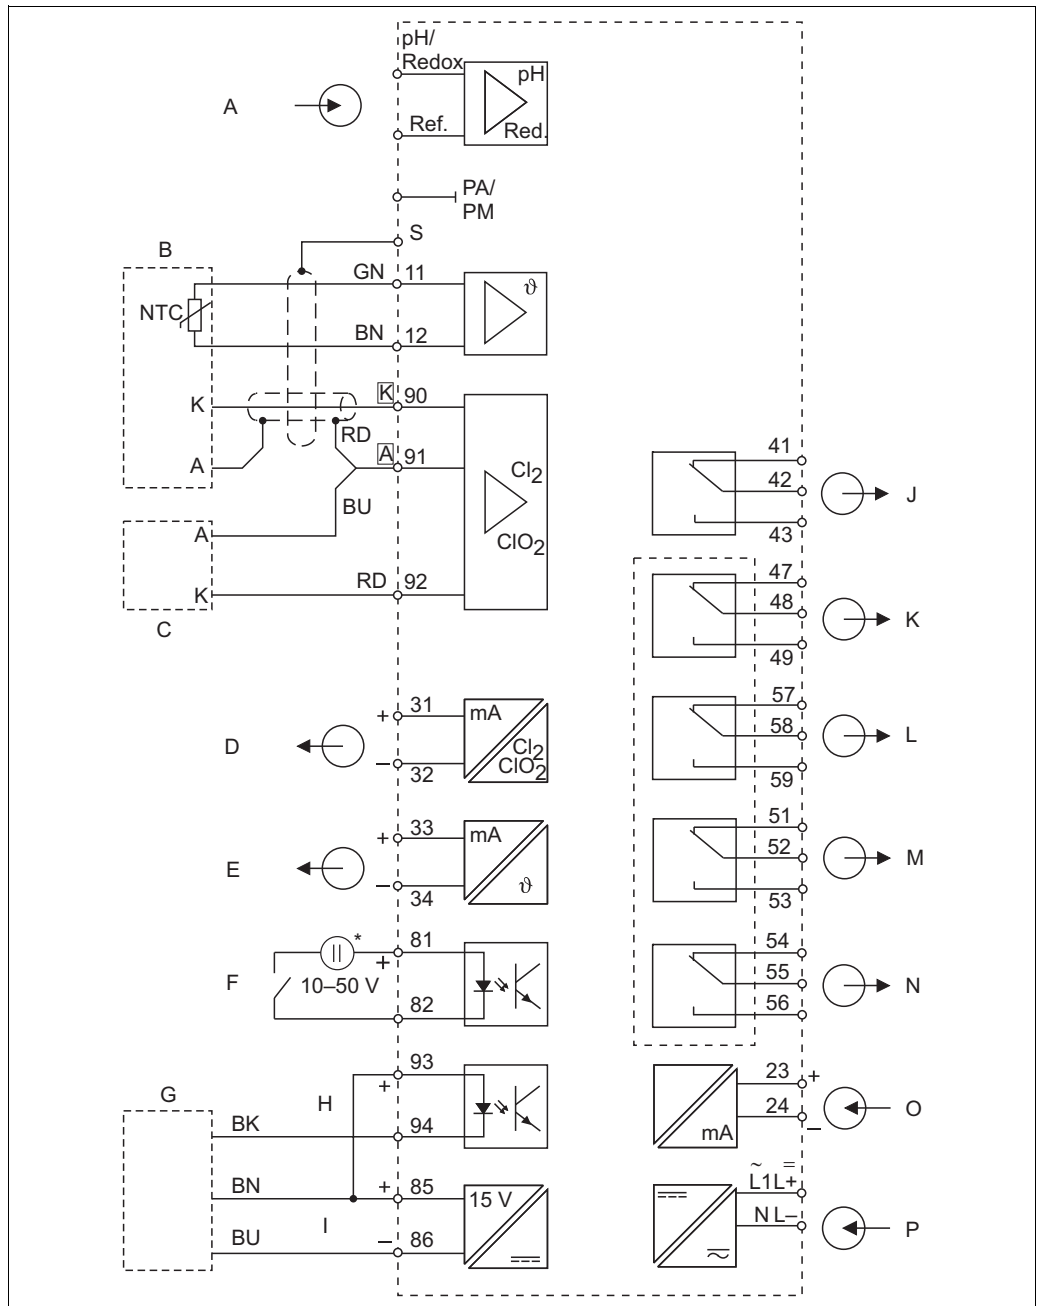 pH/
Redox
pH
A
Ref.
Red.
PA/
PM
S
B
GN 11
ϑ
NTC
BN 12
K
K 90
RD
A
A 91
Cl2
BU
A
ClO2
RD 92
K
C
41
42
J
43
47
48
K
49
+ 31
mA
D
Cl2
ClO2
– 32
57
58
L
59
+ 33
mA
E
ϑ
– 34
51
52
M
53
* 81
+
F
10–50 V
82
54
55
N
56
93
+
G
H
BK
94
23 +
24
O
mA
–
BN
+ 85
15 V
I
BU
– 86
~ =
L1L+
N L–
P